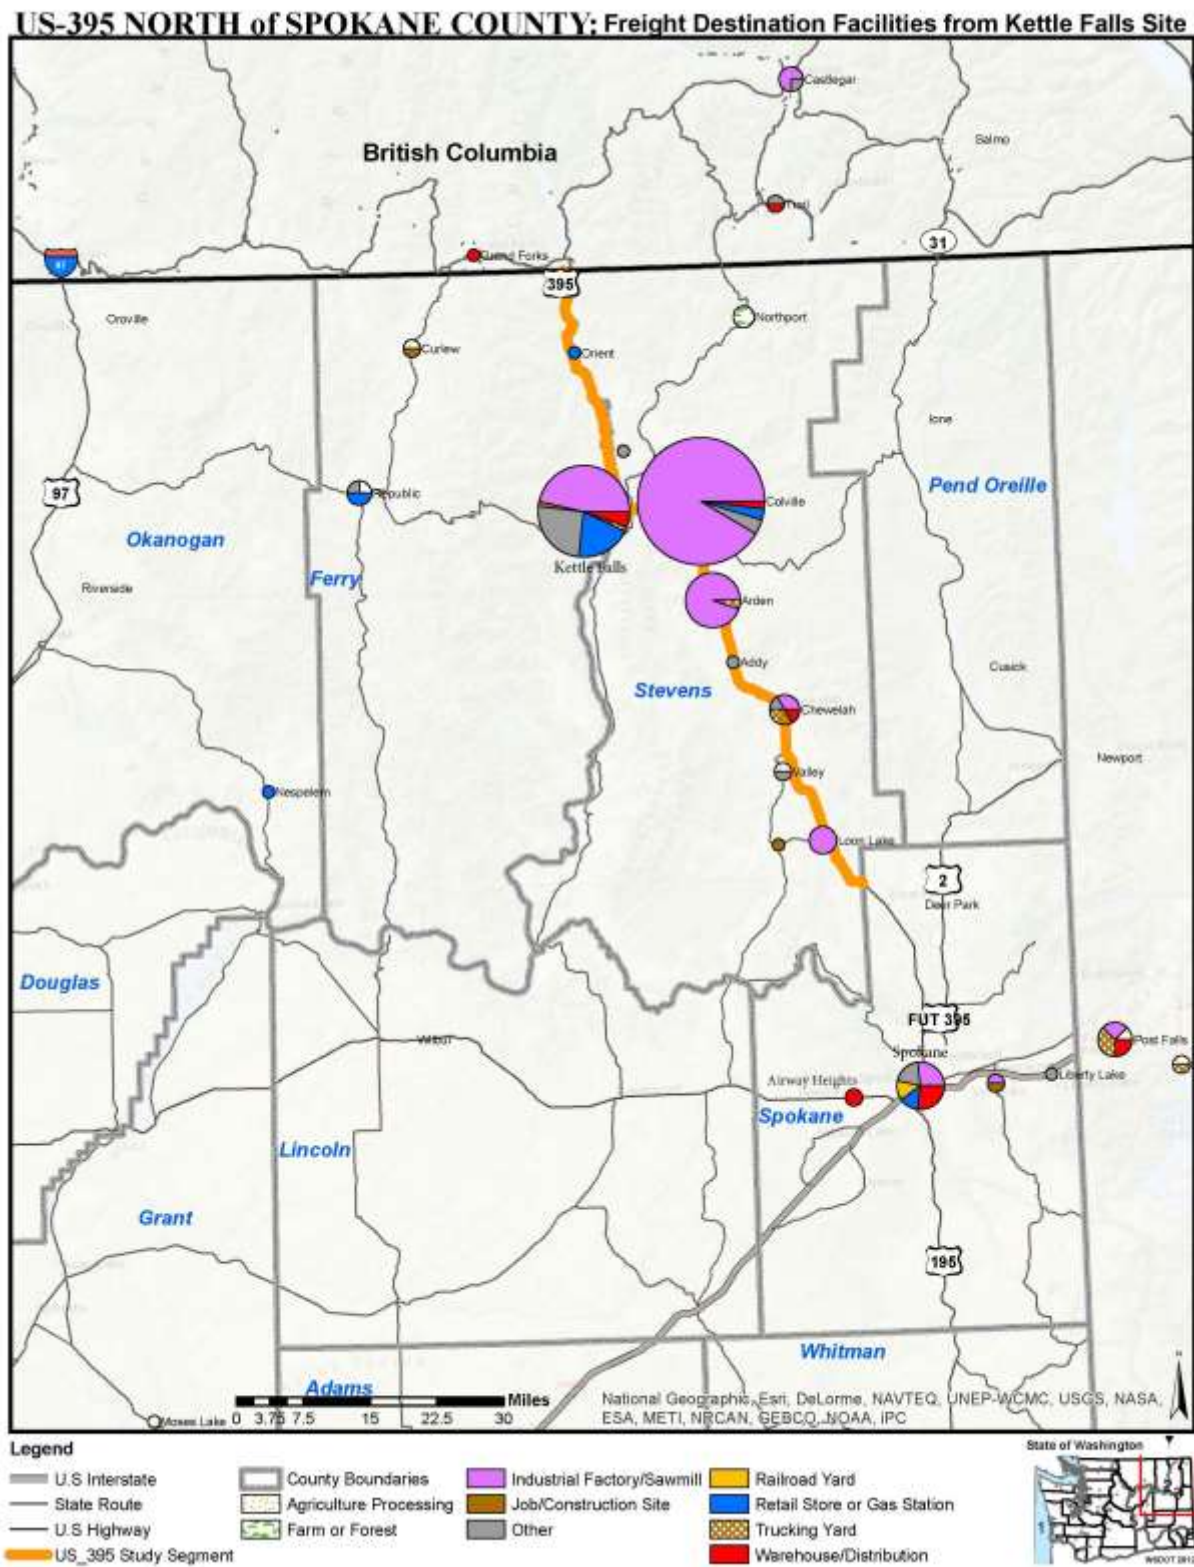 US-395 NORTH of SPOKANE COUNTY: Freight Destination Facilities from Kettle Falls Site
Castlegar
British Columbia
Salmo
Trail
31
Grand Forks
97
395
Oroville
Northport
Curlew
Orient
Ione
Pend Oreille
97
Republic
Colville
Okanogan
Kettle Falls
Ferry
Riverside
Arden
Addy
Cusick
Stevens
Chewelah
Newport
Valley
Nespelem
Loon Lake
2
Deer Park
Douglas
FUT 395
Wilbur
Spokane
Post Falls
Liberty Lake
Airway Heights
Spokane
Lincoln
Grant
195
Whitman
Adams
Miles
0 3.75 7.5 15 22.5 30
Moses Lake
National Geographic, Esri, DeLorme, NAVTEQ, UNEP-WCMC, USGS, NASA,
ESA, METI, NRCAN, GEBCO, NOAA, iPC
N
Legend
U.S Interstate
State Route
U.S Highway
US_395 Study Segment
County Boundaries
Agriculture Processing
Farm or Forest
Industrial Factory/Sawmill
Job/Construction Site
Other
Railroad Yard
Retail Store or Gas Station
Trucking Yard
Warehouse/Distribution
State of Washington